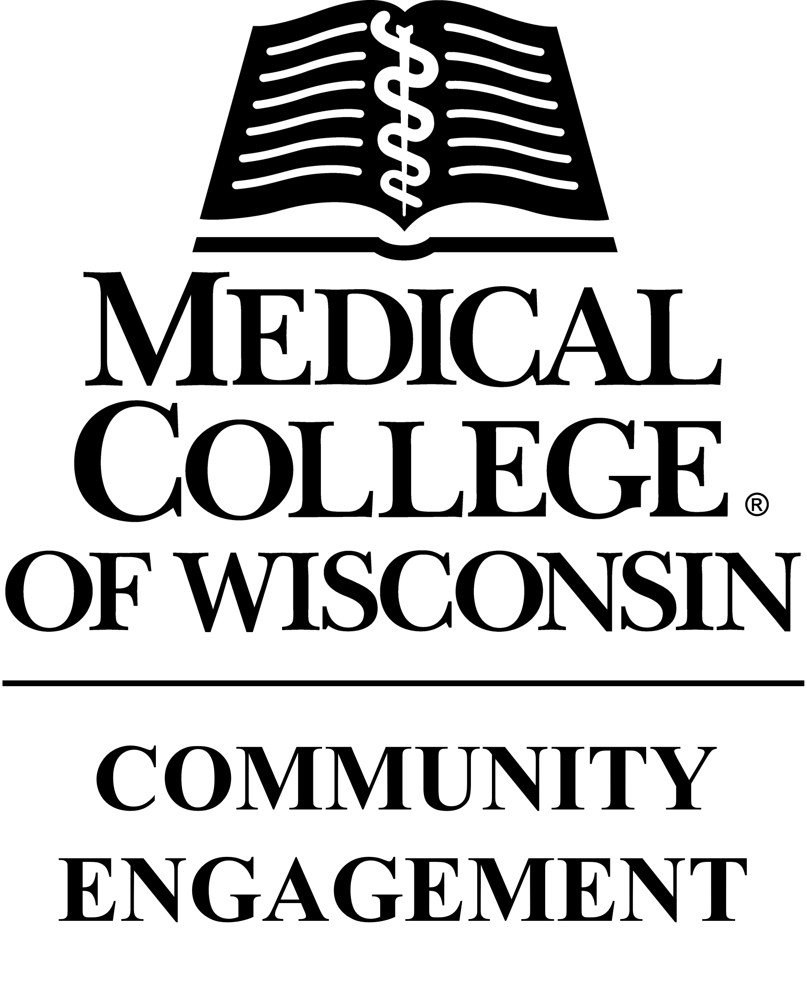 MEDICAL
COLLEGE®
OF WISCONSIN
COMMUNITY
ENGAGEMENT